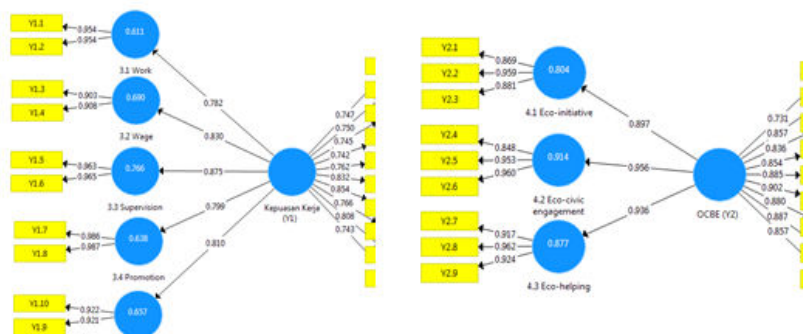 Y1.1
0.954
0.611
Y1.2
0.954
3.1 Work
Y1.3
0.903
0.690
Y1.4
0.908
3.2 Wage
Y1.5
0.963
0.766
Y1.6
0.965
3.3 Supervision
Y1.7
0.986
0.638
Y1.8
0.987
3.4 Promotion
Y1.10
0.922
0.657
Y1.9
0.921
0.782
0.830
0.875
0.799
0.810
Kepuasan Kerja
(Y1)
0.747
0.750
0.745
0.742
0.762
0.832
0.854
0.766
0.808
0.743
Y2.1
0.869
0.804
Y2.2
0.959
Y2.3
0.881
4.1 Eco-initiative
Y2.4
0.848
0.914
Y2.5
0.953
Y2.6
0.960
4.2 Eco-civic
engagement
Y2.7
0.917
0.877
Y2.8
0.962
Y2.9
0.924
4.3 Eco-helping
0.897
0.956
0.936
OCBE (Y2)
0.731
0.857
0.836
0.854
0.885
0.902
0.880
0.887
0.857